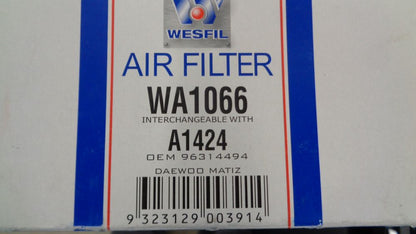 WESFIL
AIR FILTER
WA1066
INTERCHANGEABLE WITH
A1424
OEM 96314494
DAEWOO MATIZ
9 323129 003914